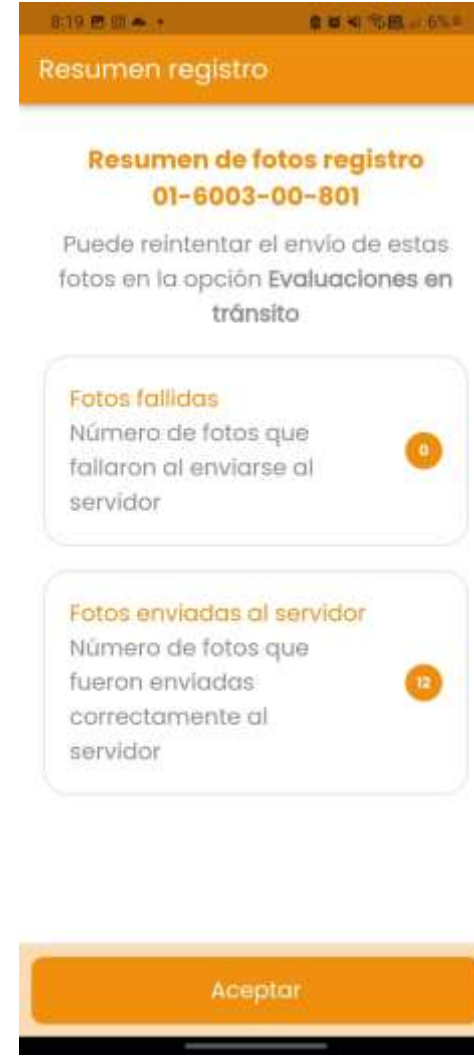 8:19
6%
Resumen registro
Resumen de fotos registro
01-6003-00-801
Puede reintentar el envío de estas
fotos en la opción Evaluaciones en
tránsito
Fotos fallidas
Número de fotos que
fallaron al enviarse al
servidor
0
Fotos enviadas al servidor
Número de fotos que
fueron enviadas
correctamente al
servidor
12
Aceptar